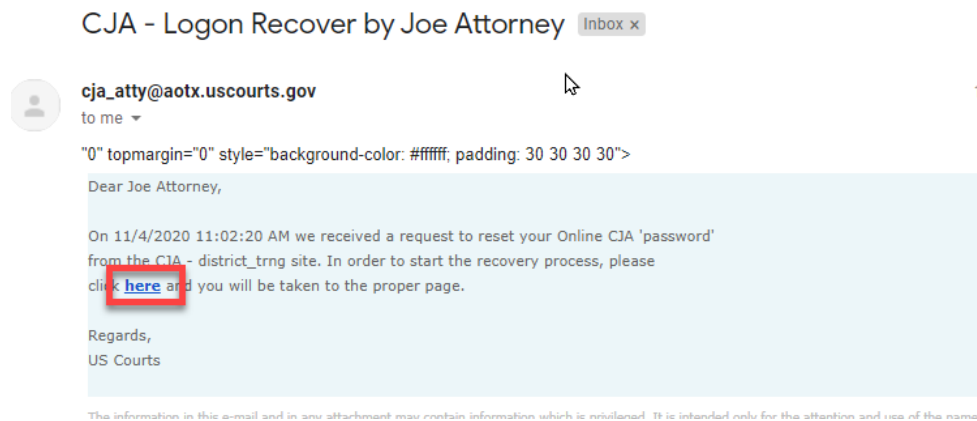 CJA - Logon Recover by Joe Attorney Inbox x
cja_atty@aotx.uscourts.gov
to me
"0" topmargin="0" style="background-color: #ffffff; padding: 30 30 30 30">
Dear Joe Attorney,
On 11/4/2020 11:02:20 AM we received a request to reset your Online CJA 'password'
from the CJA - district_trng site. In order to start the recovery process, please
click here and you will be taken to the proper page.
Regards,
US Courts
The information in this e-mail and in any attachment may contain information which is privileged. It is intended only for the attention and use of the name